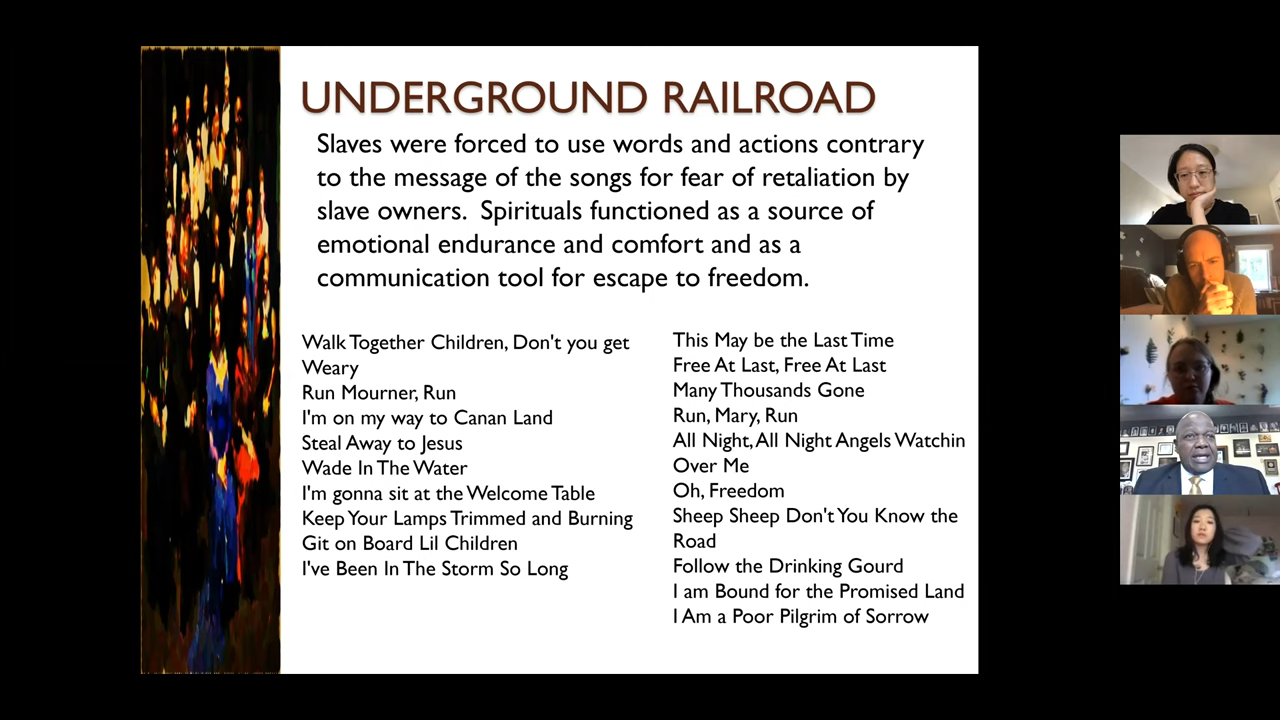 UNDERGROUND RAILROAD
Slaves were forced to use words and actions contrary
to the message of the songs for fear of retaliation by
slave owners. Spirituals functioned as a source of
emotional endurance and comfort and as a
communication tool for escape to freedom.
Walk Together Children, Don't you get
Weary
Run Mourner, Run
I'm on my way to Canan Land
Steal Away to Jesus
Wade In The Water
I'm gonna sit at the Welcome Table
Keep Your Lamps Trimmed and Burning
Git on Board Lil Children
I've Been In The Storm So Long
This May be the Last Time
Free At Last, Free At Last
Many Thousands Gone
Run, Mary, Run
All Night, All Night Angels Watchin
Over Me
Oh, Freedom
Sheep Sheep Don't You Know the
Road
Follow the Drinking Gourd
I am Bound for the Promised Land
I Am a Poor Pilgrim of Sorrow